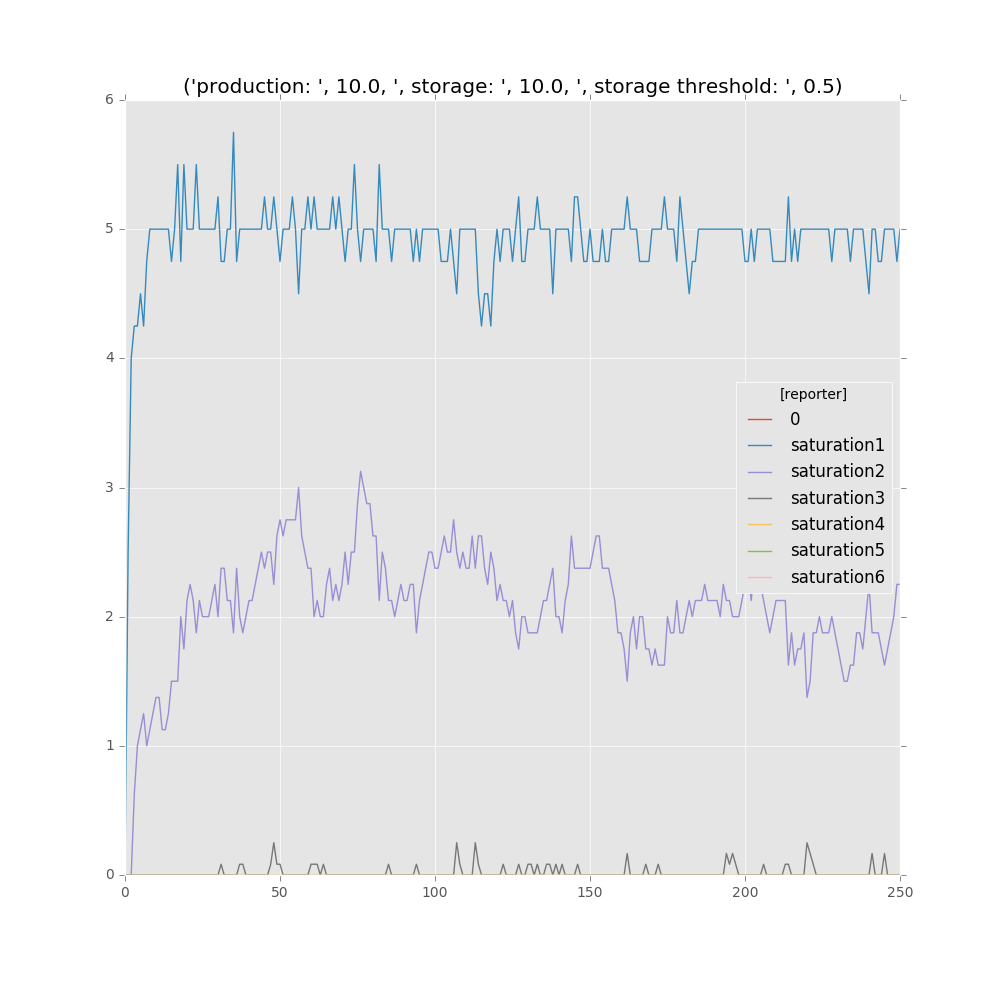 ('production: ', 10.0, ', storage: ', 10.0, ', storage threshold: ', 0.5)
6
5
4
3
2
1
0
[reporter]
0
saturation1
saturation2
saturation3
saturation4
saturation5
saturation6
0 50 100 150 200 250